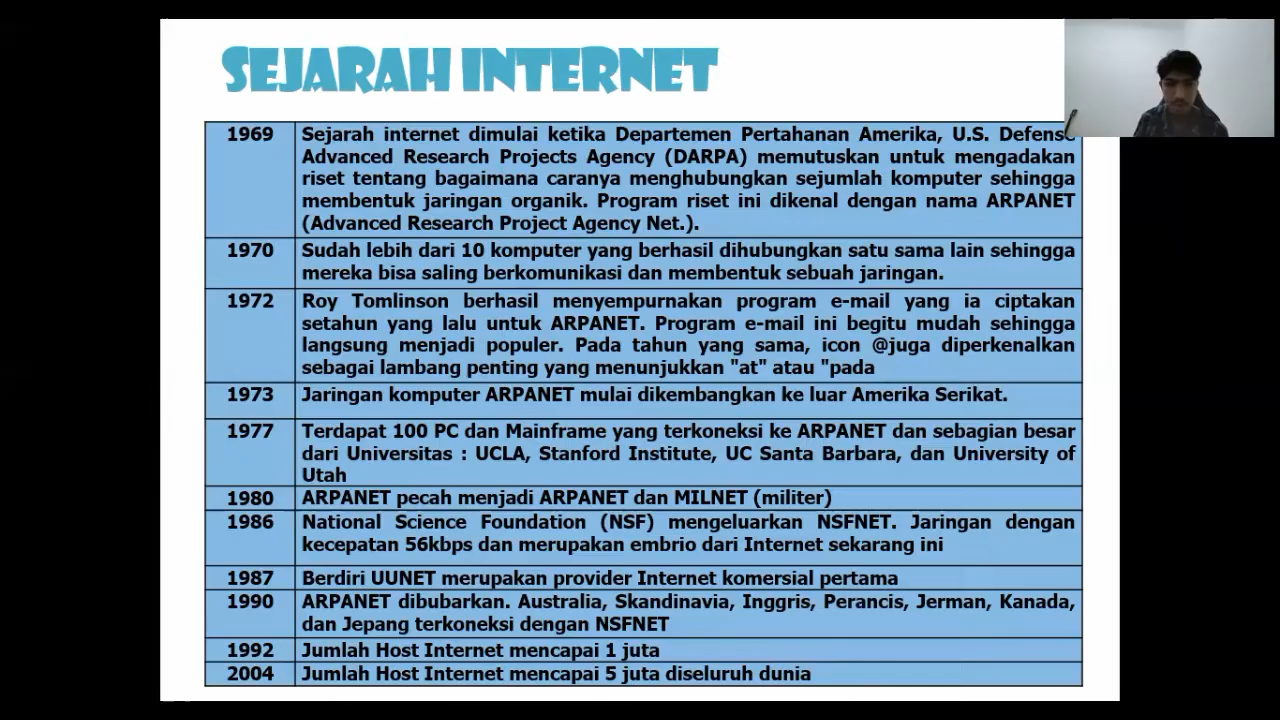 SEJARAH INTERNET
1969 Sejarah internet dimulai ketika Departemen Pertahanan Amerika, U.S. Defense
Advanced Research Projects Agency (DARPA) memutuskan untuk mengadakan
riset tentang bagaimana caranya menghubungkan sejumlah komputer sehingga
membentuk jaringan organik. Program riset ini dikenal dengan nama ARPANET
(Advanced Research Project Agency Net.).
1970 Sudah lebih dari 10 komputer yang berhasil dihubungkan satu sama lain sehingga
mereka bisa saling berkomunikasi dan membentuk sebuah jaringan.
1972 Roy Tomlinson berhasil menyempurnakan program e-mail yang ia ciptakan
setahun yang lalu untuk ARPANET. Program e-mail ini begitu mudah sehingga
langsung menjadi populer. Pada tahun yang sama, icon @juga diperkenalkan
sebagai lambang penting yang menunjukkan "at" atau "pada
1973 Jaringan komputer ARPANET mulai dikembangkan ke luar Amerika Serikat.
1977 Terdapat 100 PC dan Mainframe yang terkoneksi ke ARPANET dan sebagian besar
dari Universitas : UCLA, Stanford Institute, UC Santa Barbara, dan University of
Utah
1980 ARPANET pecah menjadi ARPANET dan MILNET (militer)
1986 National Science Foundation (NSF) mengeluarkan NSFNET. Jaringan dengan
kecepatan 56kbps dan merupakan embrio dari Internet sekarang ini
1987 Berdiri UUNET merupakan provider Internet komersial pertama
1990 ARPANET dibubarkan. Australia, Skandinavia, Inggris, Perancis, Jerman, Kanada,
dan Jepang terkoneksi dengan NSFNET
1992 Jumlah Host Internet mencapai 1 juta
2004 Jumlah Host Internet mencapai 5 juta diseluruh dunia